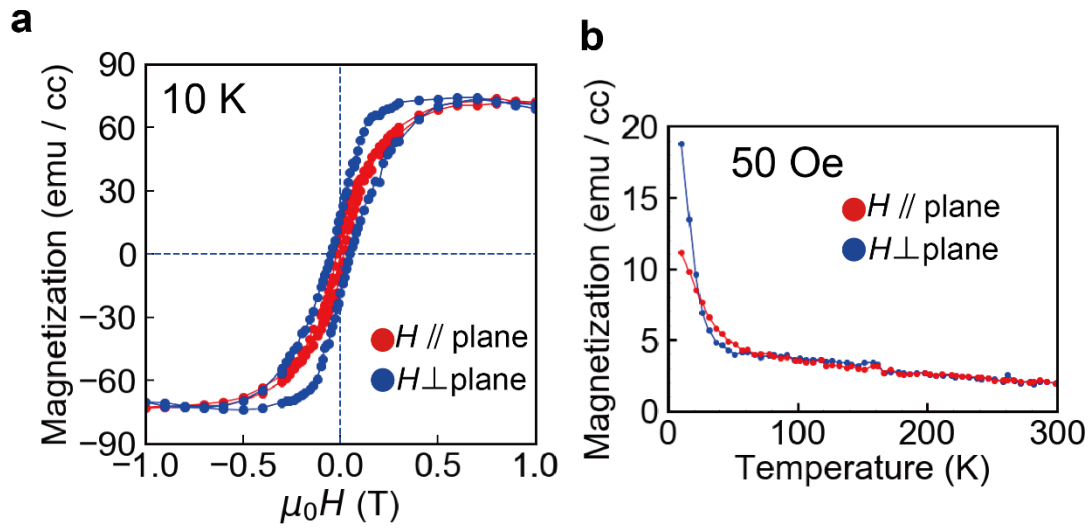 a
Magnetization (emu / cc)
90
60
30
0
−30
−60
−90
10 K
H // plane
H⊥plane
−1.0
−0.5
0.0
0.5
1.0
μ₀H (T)
b
Magnetization (emu / cc)
20
15
10
5
0
50 Oe
H // plane
H⊥plane
0
100
200
300
Temperature (K)